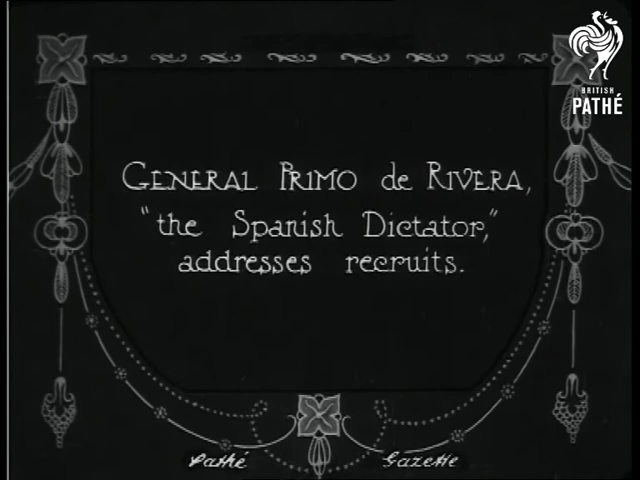 BRITISH
PATHÉ
GENERAL PRIMO de RIVERA,
"the Spanish Dictator,"
addresses recruits.
Pathé Gazette